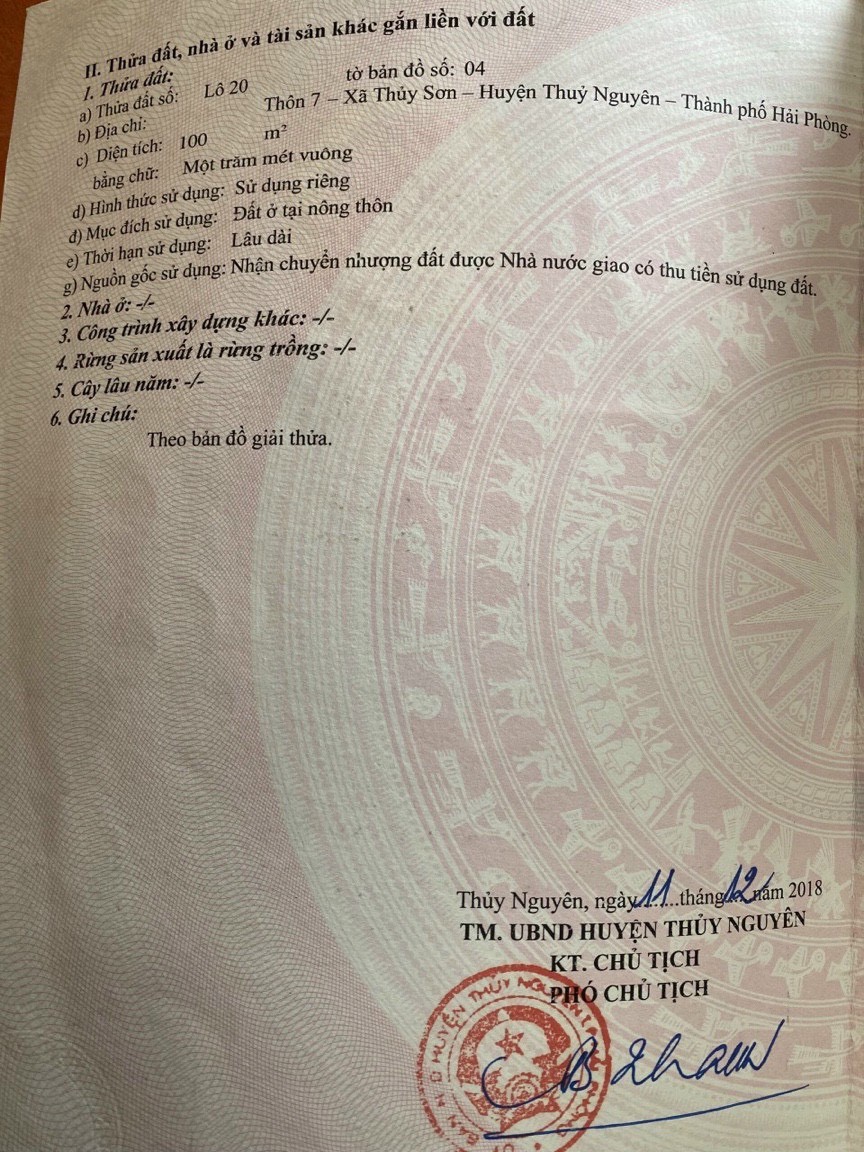 II. Thửa đất, nhà ở và tài sản khác gắn liền với đất
1. Thửa đất:
a) Thửa đất số: Lô 20 tờ bản đồ số: 04
b) Địa chỉ: Thôn 7 – Xã Thủy Sơn – Huyện Thuỷ Nguyên – Thành phố Hải Phòng.
c) Diện tích: 100 m²
bằng chữ: Một trăm mét vuông
d) Hình thức sử dụng: Sử dụng riêng
đ) Mục đích sử dụng: Đất ở tại nông thôn
e) Thời hạn sử dụng: Lâu dài
g) Nguồn gốc sử dụng: Nhận chuyển nhượng đất được Nhà nước giao có thu tiền sử dụng đất.
2. Nhà ở: -/-
3. Công trình xây dựng khác: -/-
4. Rừng sản xuất là rừng trồng: -/-
5. Cây lâu năm: -/-
6. Ghi chú:
Theo bản đồ giải thửa.
Thủy Nguyên, ngày 11 tháng 12 năm 2018
TM. UBND HUYỆN THỦY NGUYÊN
KT. CHỦ TỊCH
PHÓ CHỦ TỊCH
HUYỆN THỦY NGUYÊN